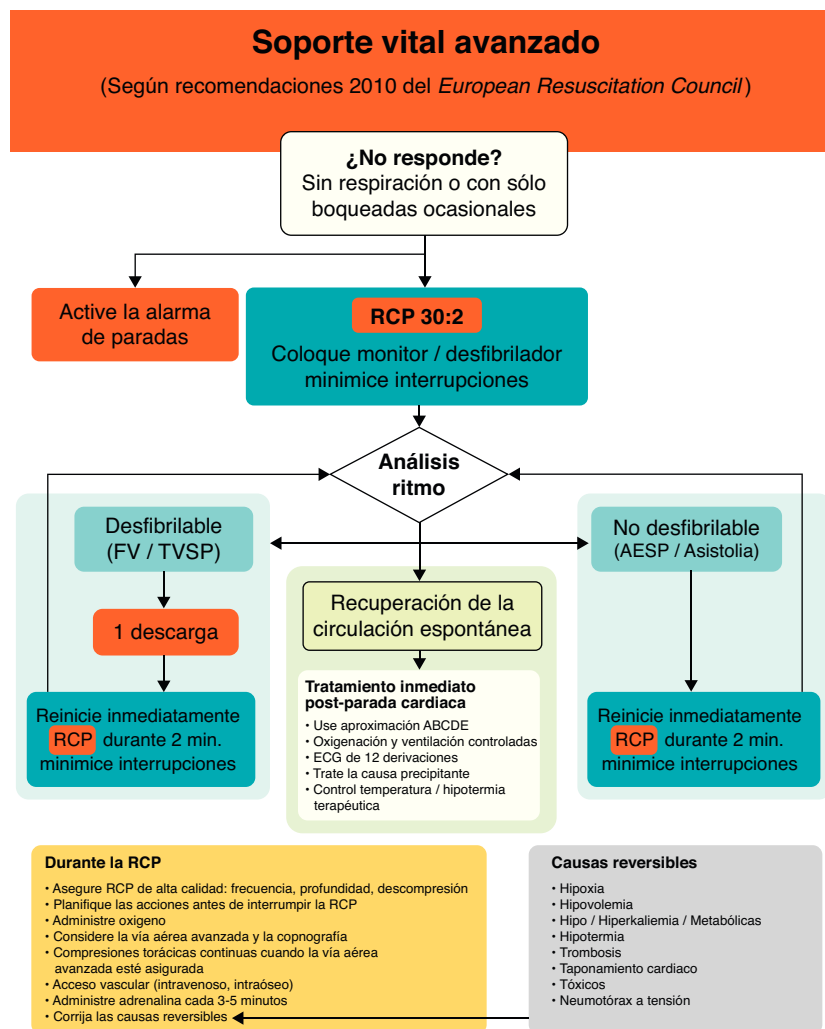 Soporte vital avanzado
(Según recomendaciones 2010 del European Resuscitation Council)
¿No responde?
Sin respiración o con sólo
boqueadas ocasionales
Active la alarma
de paradas
RCP 30:2
Coloque monitor / desfibrilador
minimice interrupciones
Análisis
ritmo
Desfibrilable
(FV / TVSP)
No desfibrilable
(AESP / Asistolia)
1 descarga
Recuperación de la
circulación espontánea
Reinicie inmediatamente
RCP durante 2 min.
minimice interrupciones
Tratamiento inmediato
post-parada cardiaca
• Use aproximación ABCDE
• Oxigenación y ventilación controladas
• ECG de 12 derivaciones
• Trate la causa precipitante
• Control temperatura / hipotermia
terapéutica
Reinicie inmediatamente
RCP durante 2 min.
minimice interrupciones
Durante la RCP
• Asegure RCP de alta calidad: frecuencia, profundidad, descompresión
• Planifique las acciones antes de interrumpir la RCP
• Administre oxigeno
• Considere la vía aérea avanzada y la copnografía
• Compresiones torácicas continuas cuando la vía aérea
avanzada esté asigurada
• Acceso vascular (intravenoso, intraóseo)
• Administre adrenalina cada 3-5 minutos
• Corrija las causas reversibles
Causas reversibles
• Hipoxia
• Hipovolemia
• Hipo / Hiperkaliemia / Metabólicas
• Hipotermia
• Trombosis
• Taponamiento cardiaco
• Tóxicos
• Neumotórax a tensión